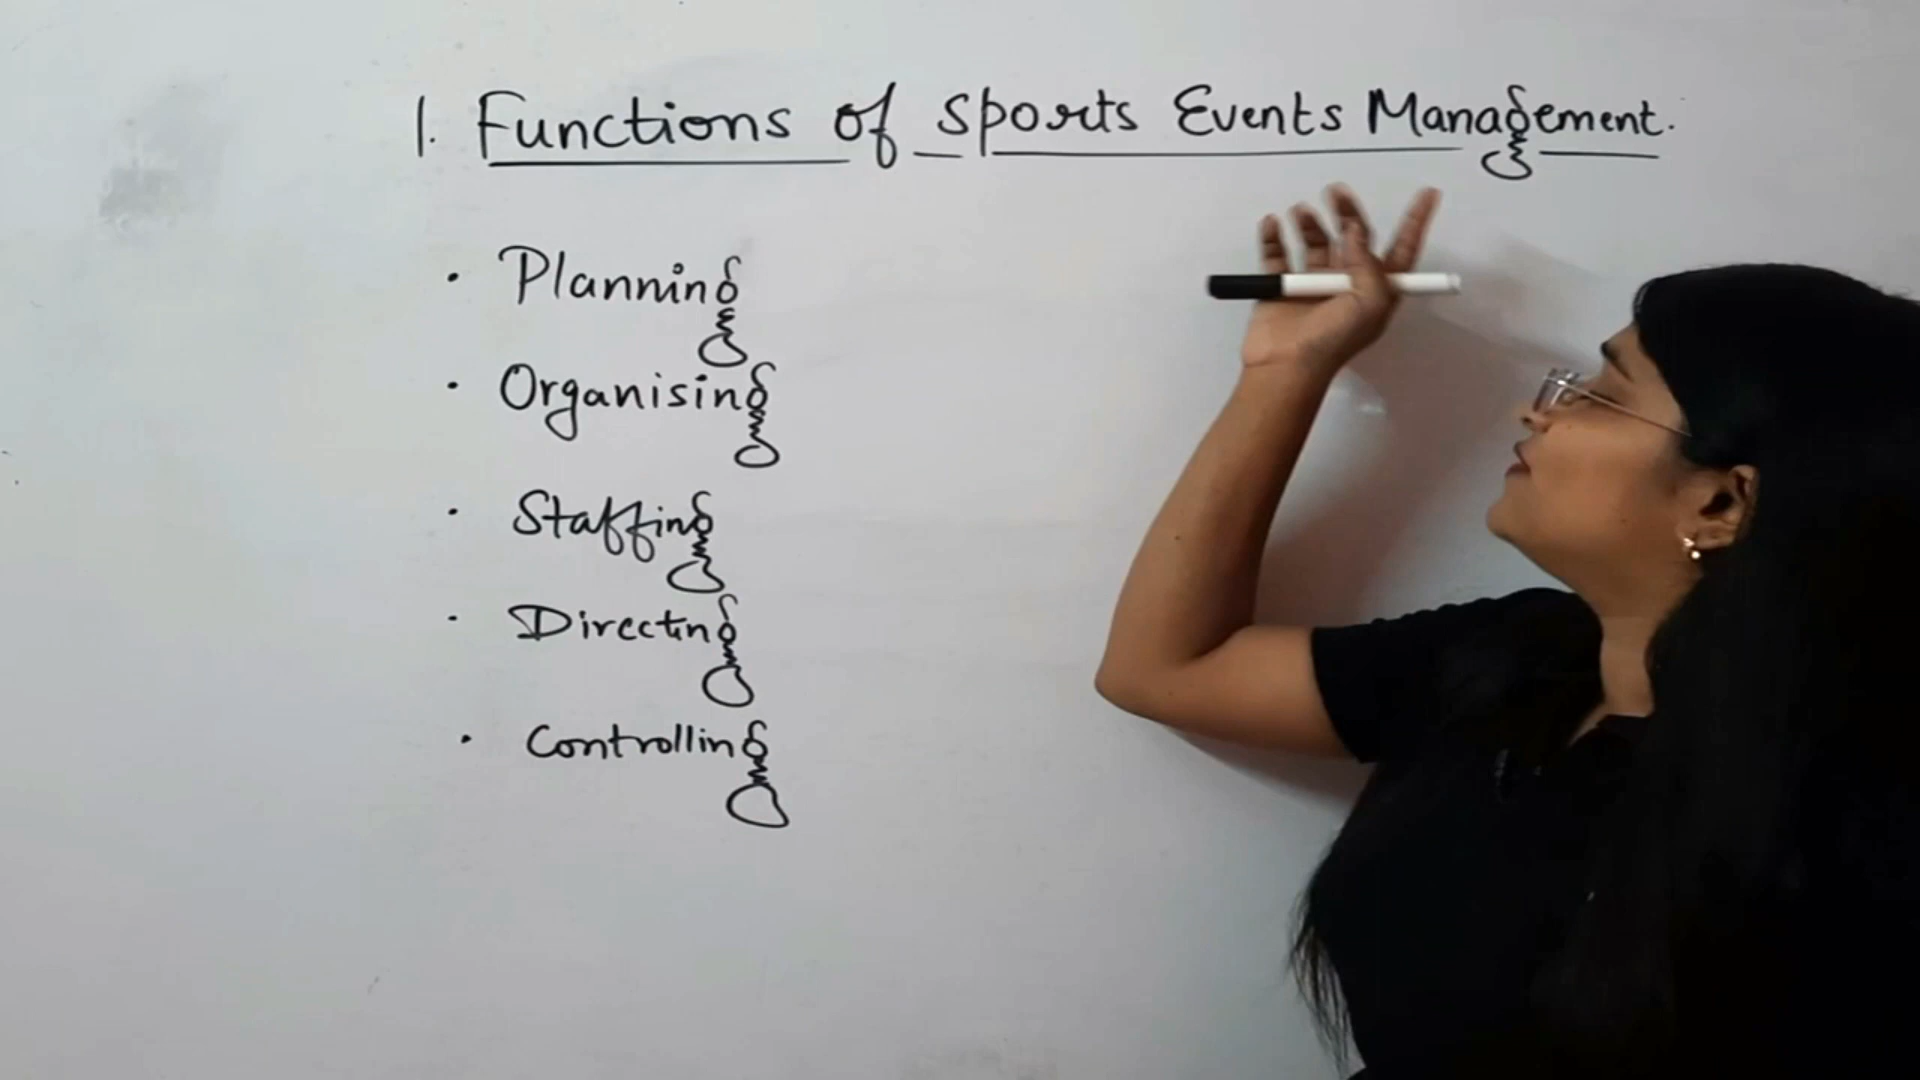 1. Functions of Sports Events Management.
• Planning
• Organising
• Staffing
• Directing
• Controlling